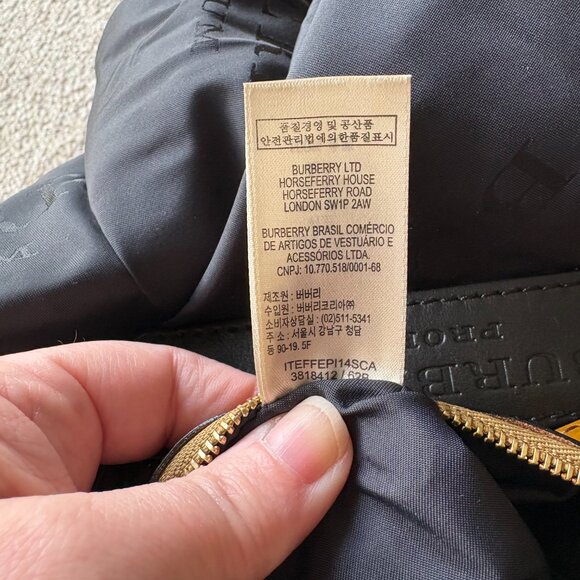 품질경영 및 공산품
안전관리법에의한품질표시
BURBERRY LTD
HORSEFERRY HOUSE
HORSEFERRY ROAD
LONDON SW1P 2AW
BURBERRY BRASIL COMÉRCIO
DE ARTIGOS DE VESTUÁRIO E
ACESSÓRIOS LTDA.
CNPJ: 10.770.518/0001-68
제조원 : 버버리
수입원 : 버버리코리아㈜
소비자상담실 : (02)511-5341
주소 : 서울시 강남구 청담
동 90-19. 5F
ITEFFEPI14SCA
3818412 / 62B